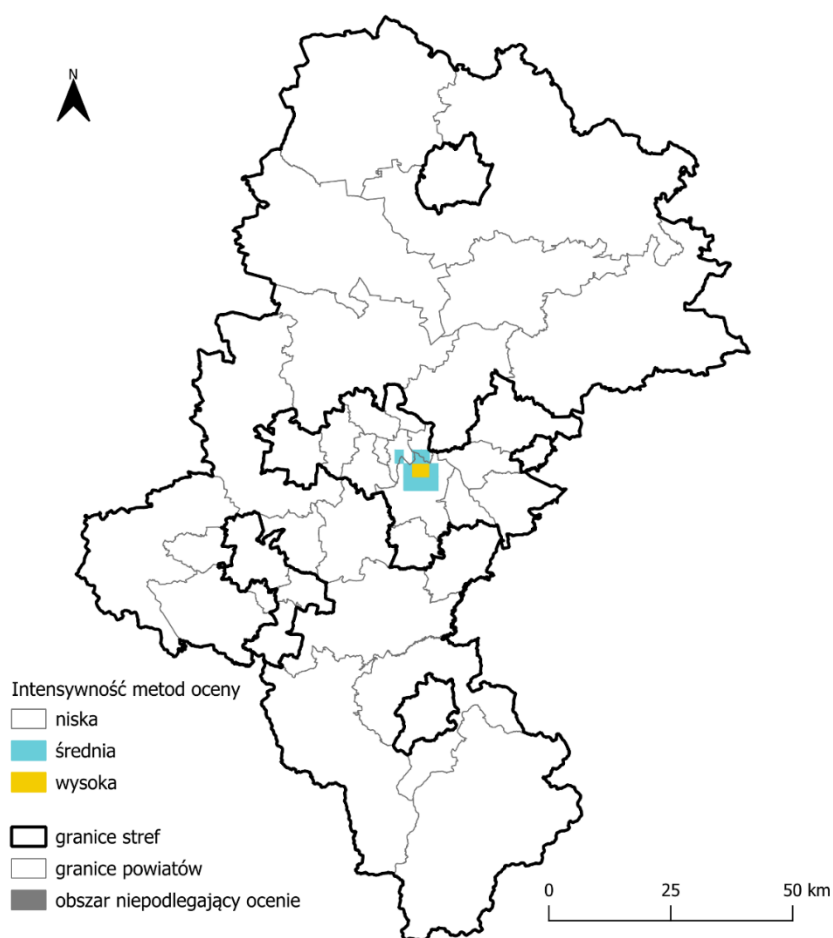 N
Intensywność metod oceny
niska
średnia
wysoka
granice stref
granice powiatów
obszar niepodlegający ocenie
0 25 50 km